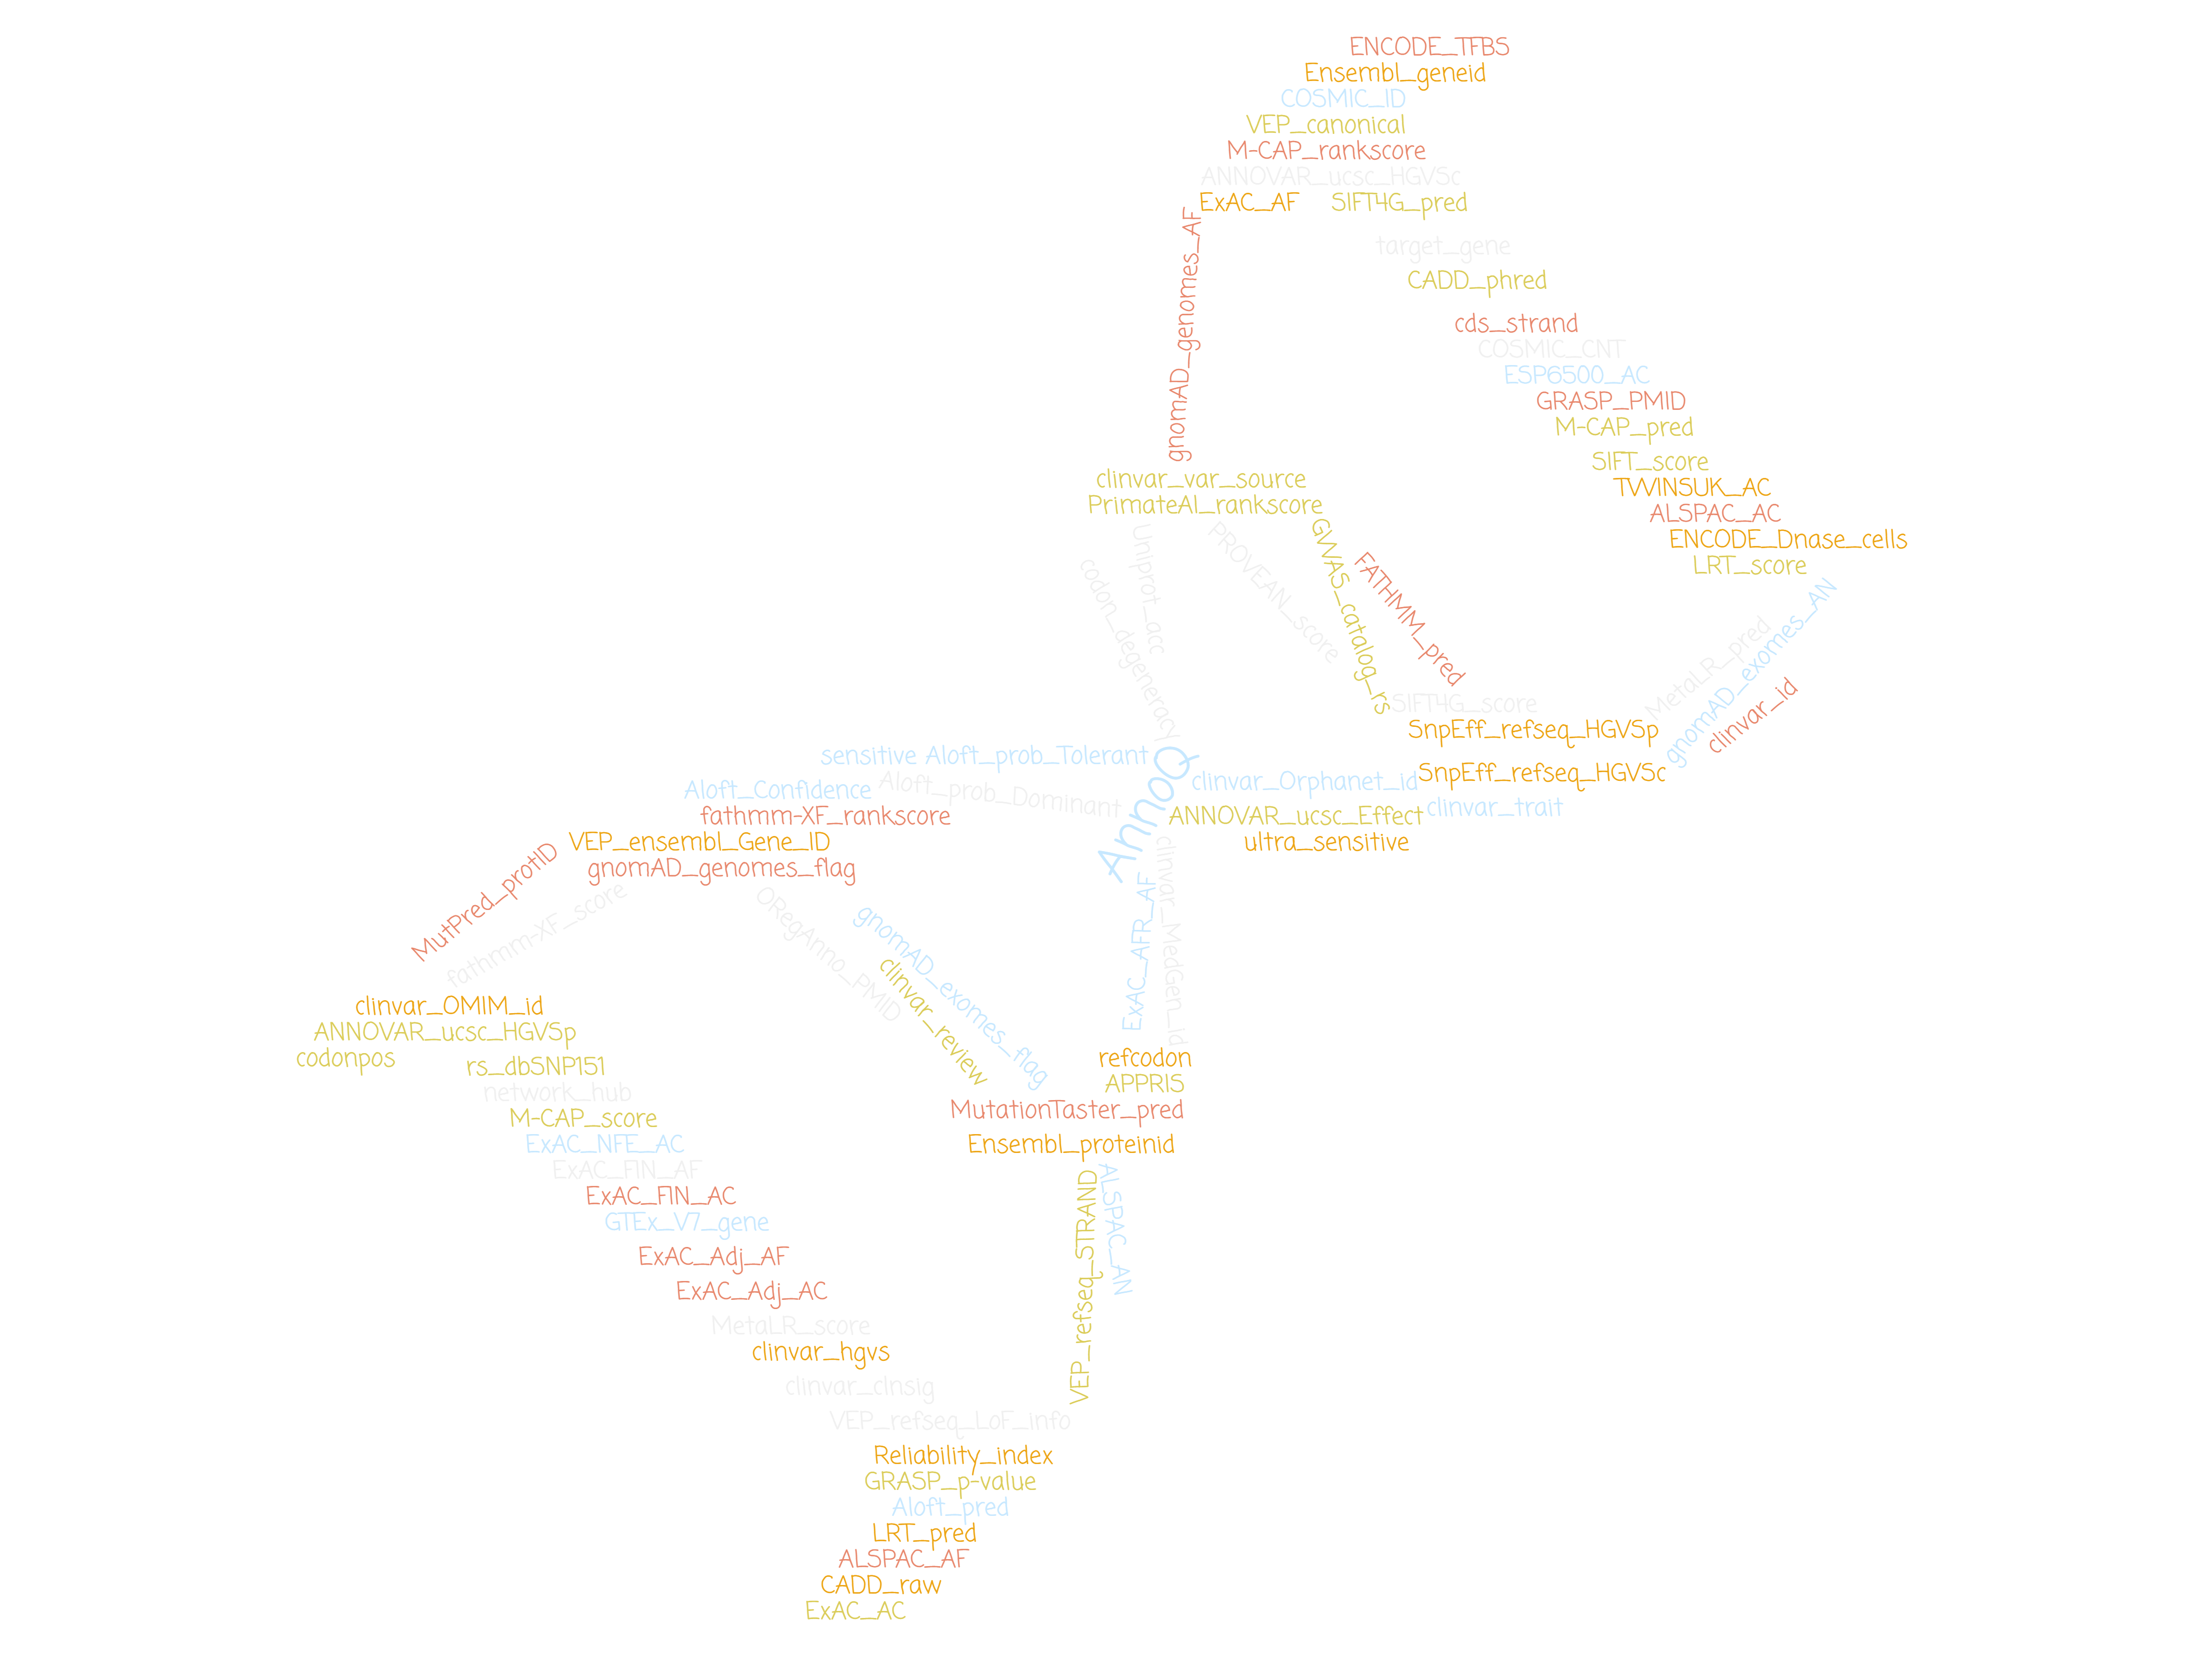 ENCODE_TFBS
Ensembl_geneid
COSMIC_ID
VEP_canonical
M-CAP_rankscore
ANNOVAR_ucsc_HGVSc
ExAC_AF
SIFT4G_pred
gnomAD_genomes_AF
target_gene
CADD_phred
cds_strand
COSMIC_CNT
ESP6500_AC
GRASP_PMID
M-CAP_pred
SIFT_score
TWINSUK_AC
ALSPAC_AC
ENCODE_Dnase_cells
LRT_score
clinvar_var_source
PrimateAI_rankscore
Uniprot_acc
codon_degeneracy
PROVEAN_score
GWAS_catalog_rs
FATHMM_pred
MetaLR_pred
gnomAD_exomes_AN
clinvar_id
SIFT4G_score
SnpEff_refseq_HGVSp
SnpEff_refseq_HGVSc
sensitive
Aloft_prob_Tolerant
AnnoQ
clinvar_Orphanet_id
clinvar_trait
Aloft_Confidence
Aloft_prob_Dominant
fathmm-XF_rankscore
ANNOVAR_ucsc_Effect
VEP_ensembl_Gene_ID
ultra_sensitive
gnomAD_genomes_flag
MutPred_protID
fathmm-XF_score
ORegAnno_PMID
gnomAD_exomes_flag
clinvar_review
ExAC_AFR_AF
clinvar_MedGen_id
clinvar_OMIM_id
ANNOVAR_ucsc_HGVSp
codonpos
rs_dbSNP151
refcodon
APPRIS
network_hub
M-CAP_score
MutationTaster_pred
ExAC_NFE_AC
Ensembl_proteinid
ExAC_FIN_AF
ExAC_FIN_AC
GTEx_V7_gene
VEP_refseq_STRAND
ALSPAC_AN
ExAC_Adj_AF
ExAC_Adj_AC
MetaLR_score
clinvar_hgvs
clinvar_clnsig
VEP_refseq_LoF_info
Reliability_index
GRASP_p-value
Aloft_pred
LRT_pred
ALSPAC_AF
CADD_raw
ExAC_AC